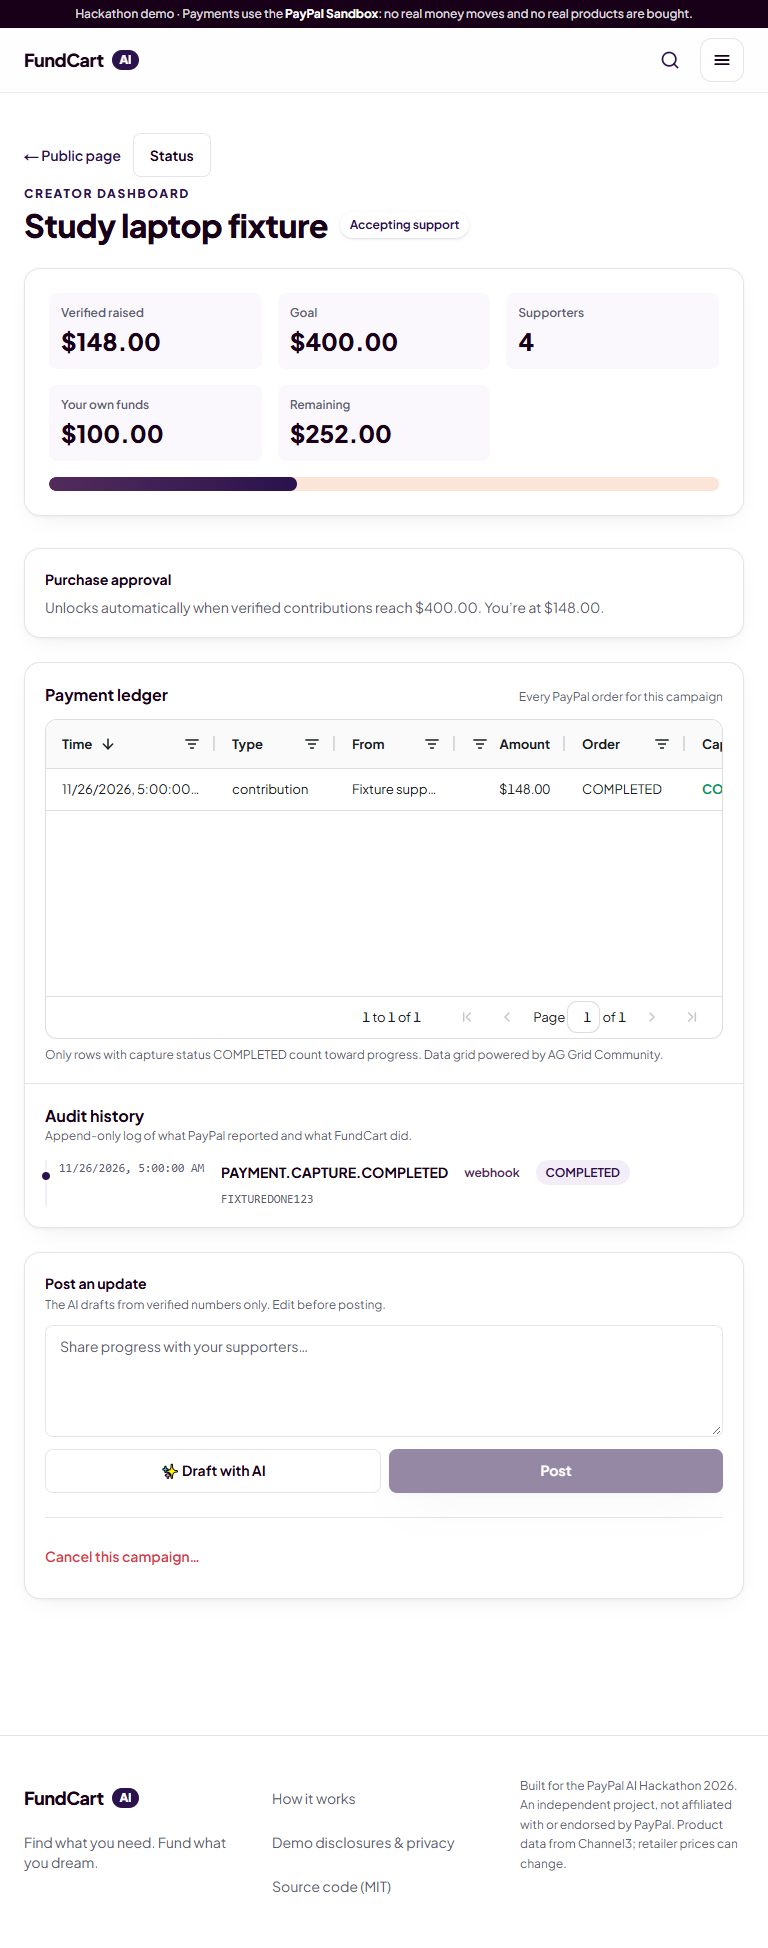 Hackathon demo · Payments use the PayPal Sandbox: no real money moves and no real products are bought.
FundCart AI
← Public page Status
CREATOR DASHBOARD
Study laptop fixture Accepting support
Verified raised Goal Supporters
$148.00 $400.00 4
Your own funds Remaining
$100.00 $252.00
Purchase approval
Unlocks automatically when verified contributions reach $400.00. You're at $148.00.
Payment ledger Every PayPal order for this campaign
Time Type From Amount Order Cap
11/26/2026, 5:00:00... contribution Fixture supp... $148.00 COMPLETED CO
1 to 1 of 1 Page 1 of 1
Only rows with capture status COMPLETED count toward progress. Data grid powered by AG Grid Community.
Audit history
Append-only log of what PayPal reported and what FundCart did.
11/26/2026, 5:00:00 AM PAYMENT.CAPTURE.COMPLETED webhook COMPLETED
FIXTUREDONE123
Post an update
The AI drafts from verified numbers only. Edit before posting.
Share progress with your supporters...
✨ Draft with AI Post
Cancel this campaign...
FundCart AI
Find what you need. Fund what
you dream.
How it works
Demo disclosures & privacy
Source code (MIT)
Built for the PayPal AI Hackathon 2026.
An independent project, not affiliated
with or endorsed by PayPal. Product
data from Channel3; retailer prices can
change.